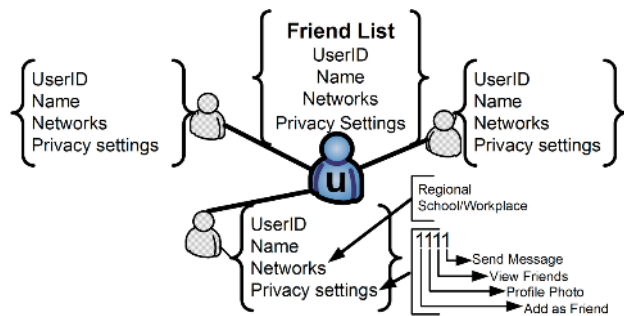 Friend List
UserID
Name
Networks
Privacy Settings
UserID
Name
Networks
Privacy settings
UserID
Name
Networks
Privacy settings
u
UserID
Name
Networks
Privacy settings
Regional
School/Workplace
1111
Send Message
View Friends
Profile Photo
Add as Friend